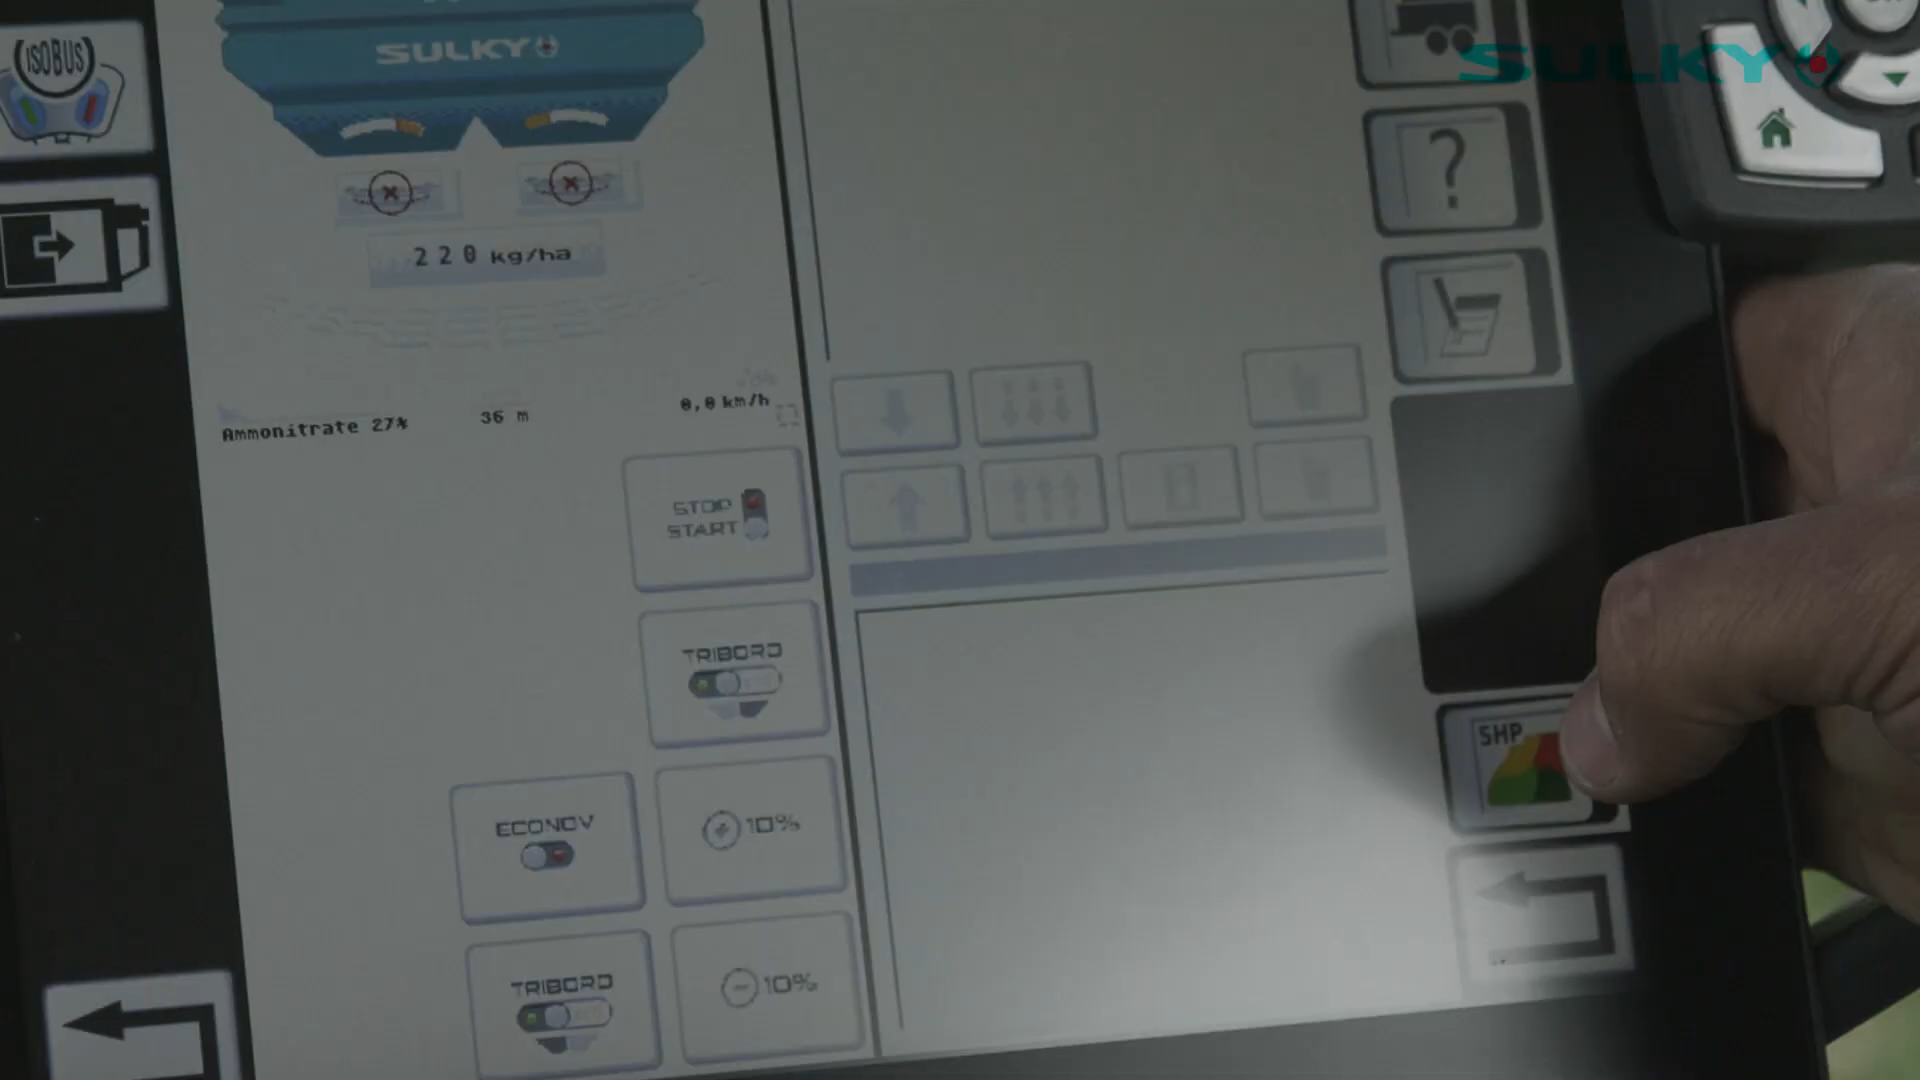 ISOBUS
SULKY
SULKY
?
220 kg/ha
Ammonitrate 27%
36 m
0,0 km/h
STOP
START
TRIBORD
SHP
ECONOV
+ 10%
TRIBORD
- 10%